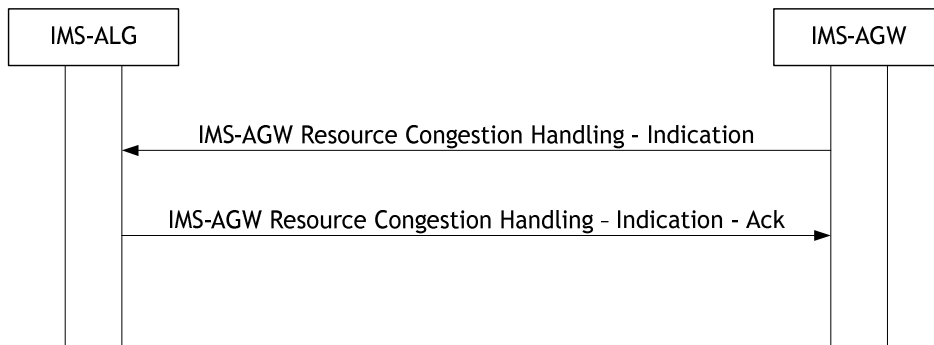 IMS-ALG
IMS-AGW
IMS-AGW Resource Congestion Handling - Indication
IMS-AGW Resource Congestion Handling – Indication - Ack